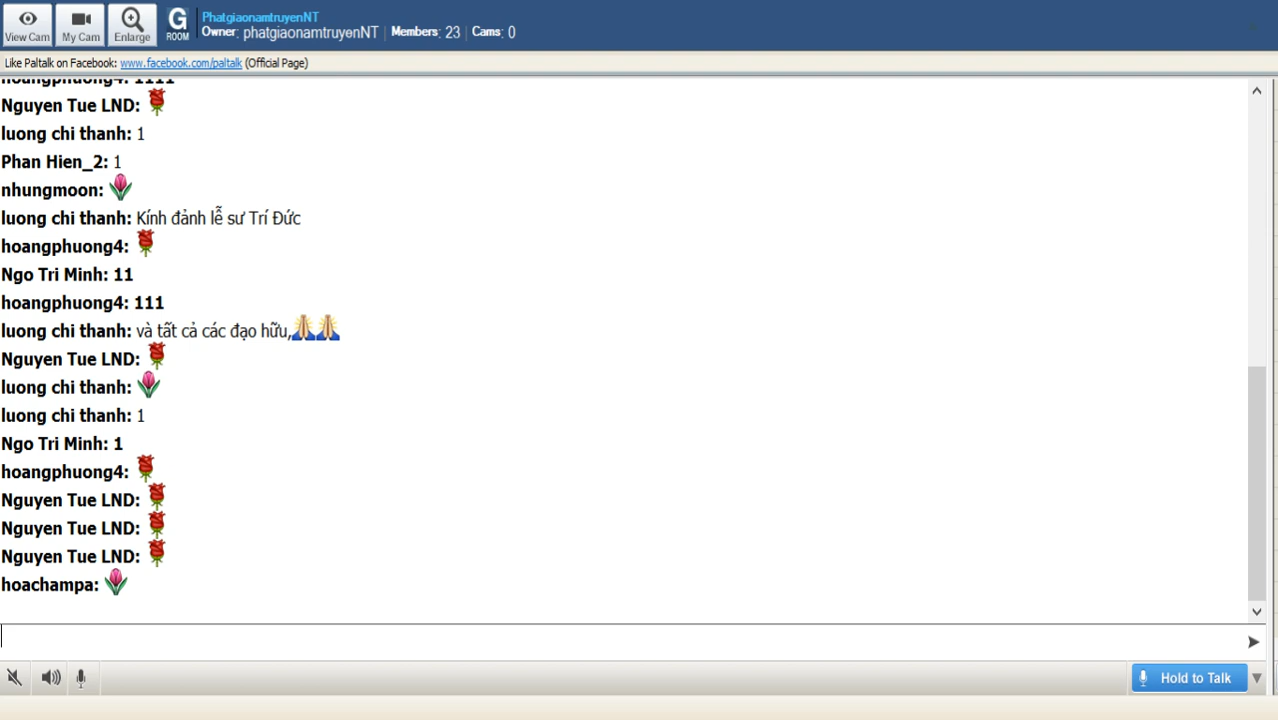 View Cam
My Cam
Enlarge
G
ROOM
PhatgiaonamtruyenNT
Owner: phatgiaonamtruyenNT | Members: 23 | Cams: 0
Like Paltalk on Facebook: www.facebook.com/paltalk (Official Page)
hoangphuong4: 1111
Nguyen Tue LND:
luong chi thanh: 1
Phan Hien_2: 1
nhungmoon:
luong chi thanh: Kính đảnh lễ sư Trí Đức
hoangphuong4:
Ngo Tri Minh: 11
hoangphuong4: 111
luong chi thanh: và tất cả các đạo hữu,
Nguyen Tue LND:
luong chi thanh:
luong chi thanh: 1
Ngo Tri Minh: 1
hoangphuong4:
Nguyen Tue LND:
Nguyen Tue LND:
Nguyen Tue LND:
hoachampa:
Hold to Talk